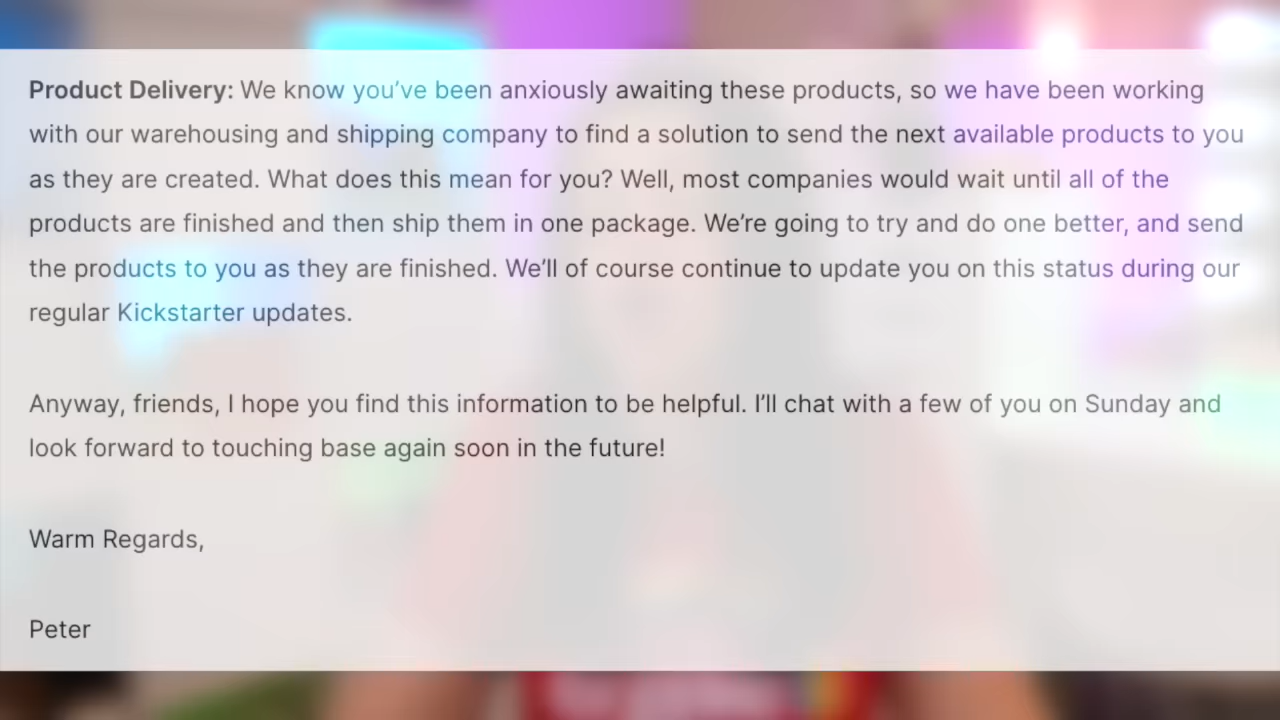 Product Delivery: We know you’ve been anxiously awaiting these products, so we have been working
with our warehousing and shipping company to find a solution to send the next available products to you
as they are created. What does this mean for you? Well, most companies would wait until all of the
products are finished and then ship them in one package. We’re going to try and do one better, and send
the products to you as they are finished. We’ll of course continue to update you on this status during our
regular Kickstarter updates.
Anyway, friends, I hope you find this information to be helpful. I’ll chat with a few of you on Sunday and
look forward to touching base again soon in the future!
Warm Regards,
Peter